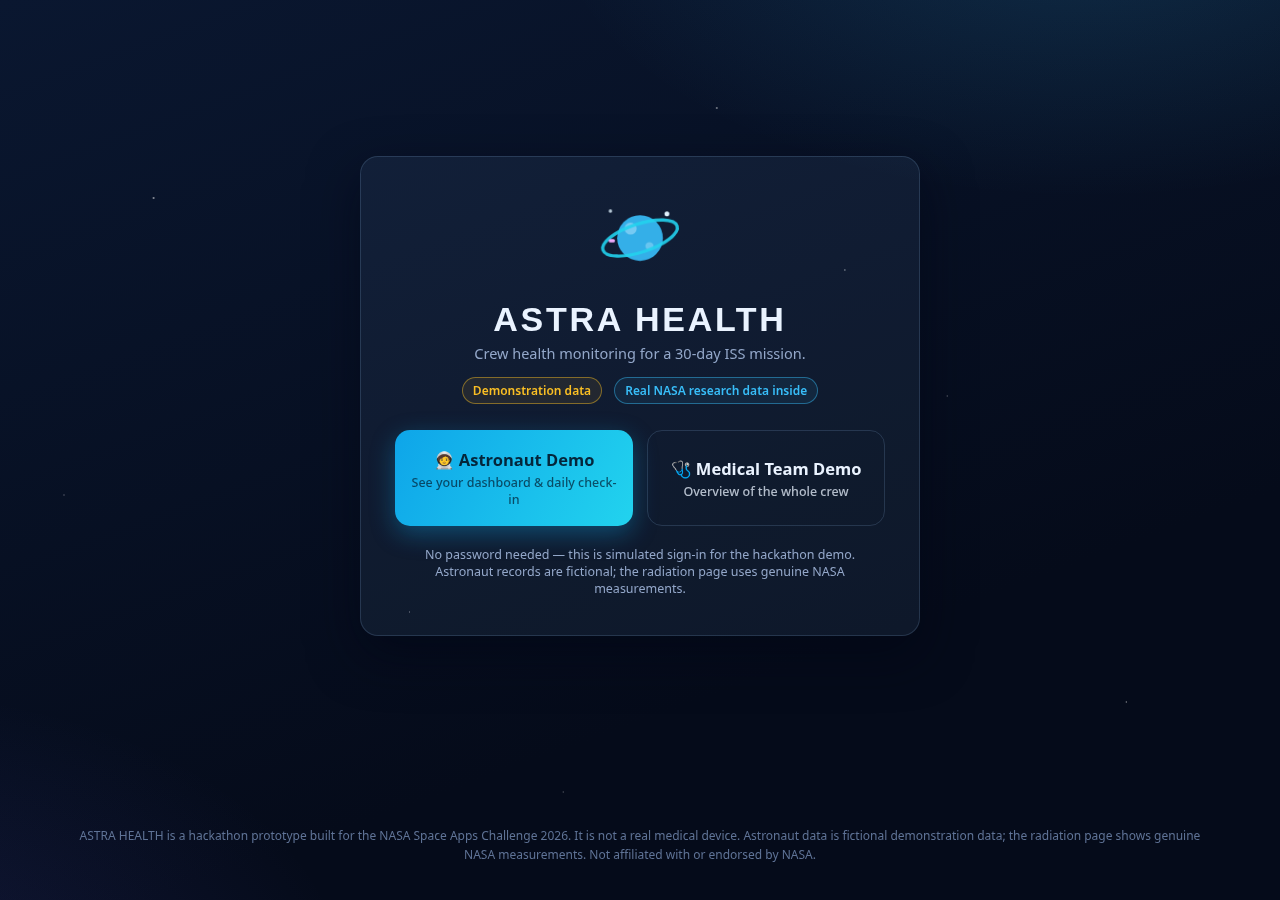 ASTRA HEALTH
Crew health monitoring for a 30-day ISS mission.
Demonstration data
Real NASA research data inside
🧑‍🚀 Astronaut Demo
See your dashboard & daily check-
in
🩺 Medical Team Demo
Overview of the whole crew
No password needed — this is simulated sign-in for the hackathon demo.
Astronaut records are fictional; the radiation page uses genuine NASA
measurements.
ASTRA HEALTH is a hackathon prototype built for the NASA Space Apps Challenge 2026. It is not a real medical device. Astronaut data is fictional demonstration data; the radiation page shows genuine
NASA measurements. Not affiliated with or endorsed by NASA.